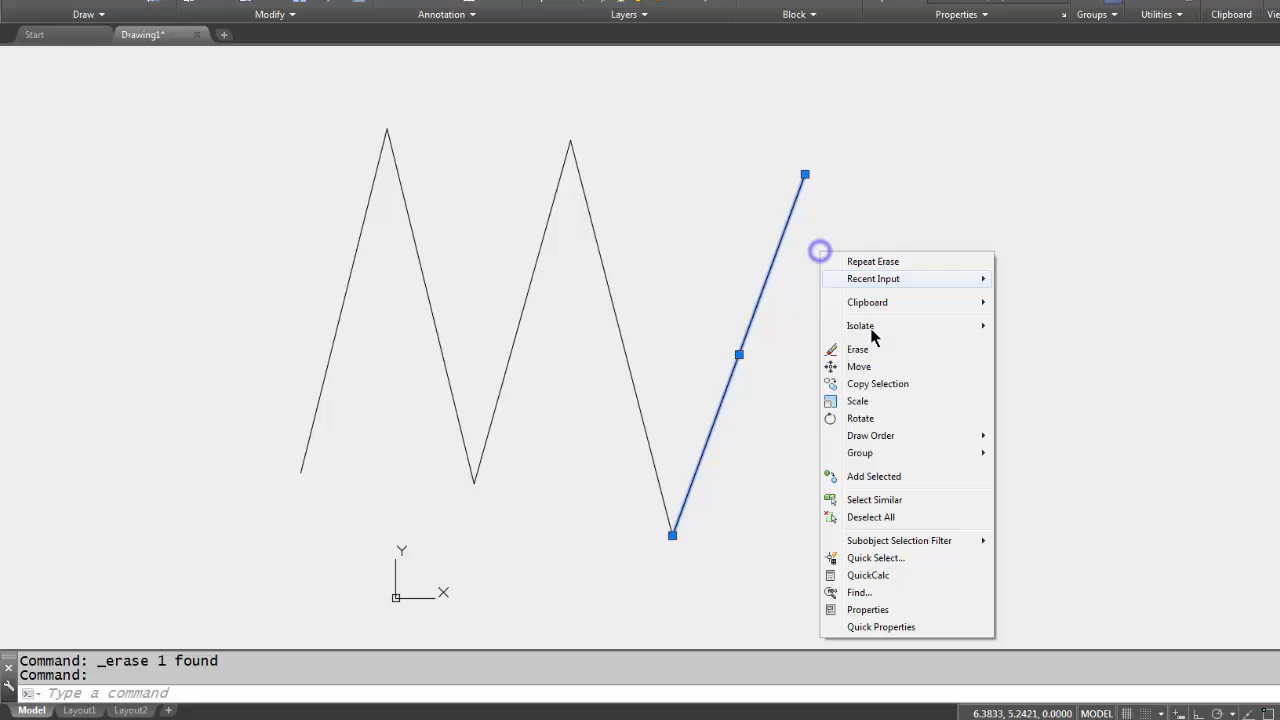 Draw Modify Annotation Layers Block Properties Groups Utilities Clipboard
Start Drawing1*
Repeat Erase
Recent Input
Clipboard
Isolate
Erase
Move
Copy Selection
Scale
Rotate
Draw Order
Group
Add Selected
Select Similar
Deselect All
Subobject Selection Filter
Quick Select...
QuickCalc
Find...
Properties
Quick Properties
Y
X
Command: _erase 1 found
Command:
Type a command
Model Layout1 Layout2 +
6.3833, 5.2421, 0.0000 MODEL